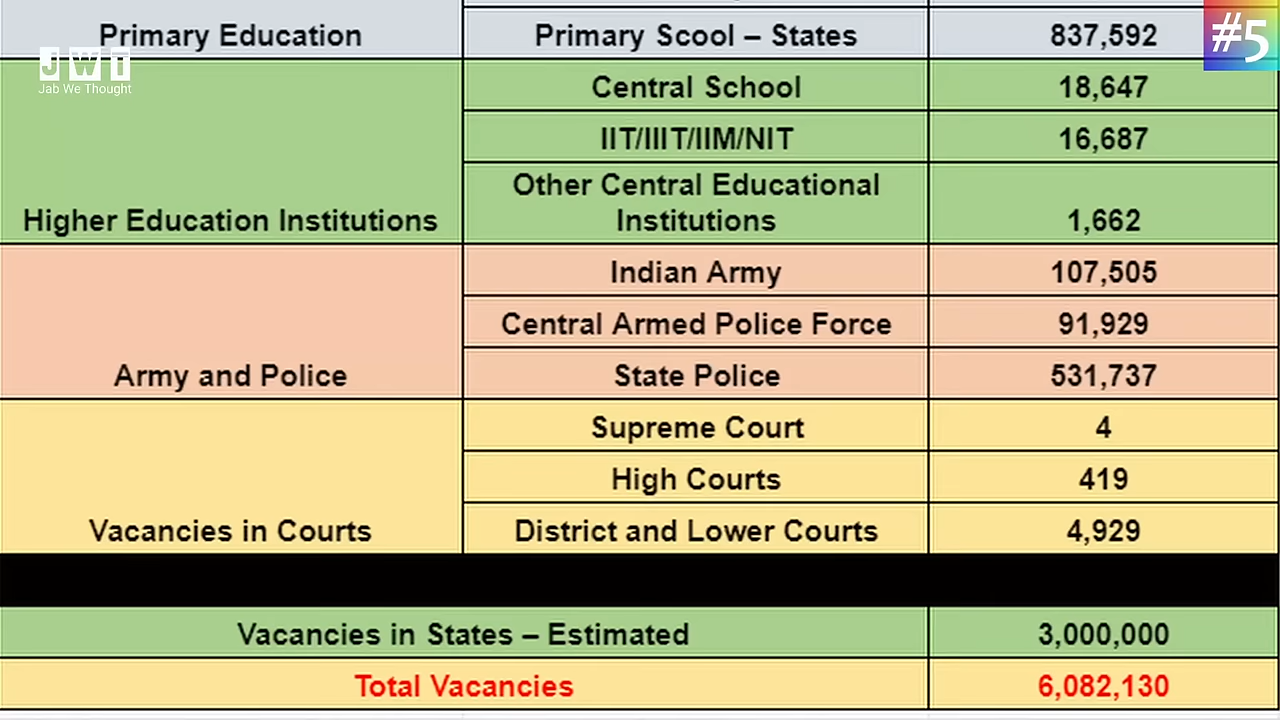 Primary Education Primary Scool – States 837,592
#5
JWT
Jab We Thought
Central School 18,647
IIT/IIIT/IIM/NIT 16,687
Other Central Educational
Higher Education Institutions Institutions 1,662
Indian Army 107,505
Central Armed Police Force 91,929
Army and Police State Police 531,737
Supreme Court 4
High Courts 419
Vacancies in Courts District and Lower Courts 4,929
Vacancies in States – Estimated 3,000,000
Total Vacancies 6,082,130